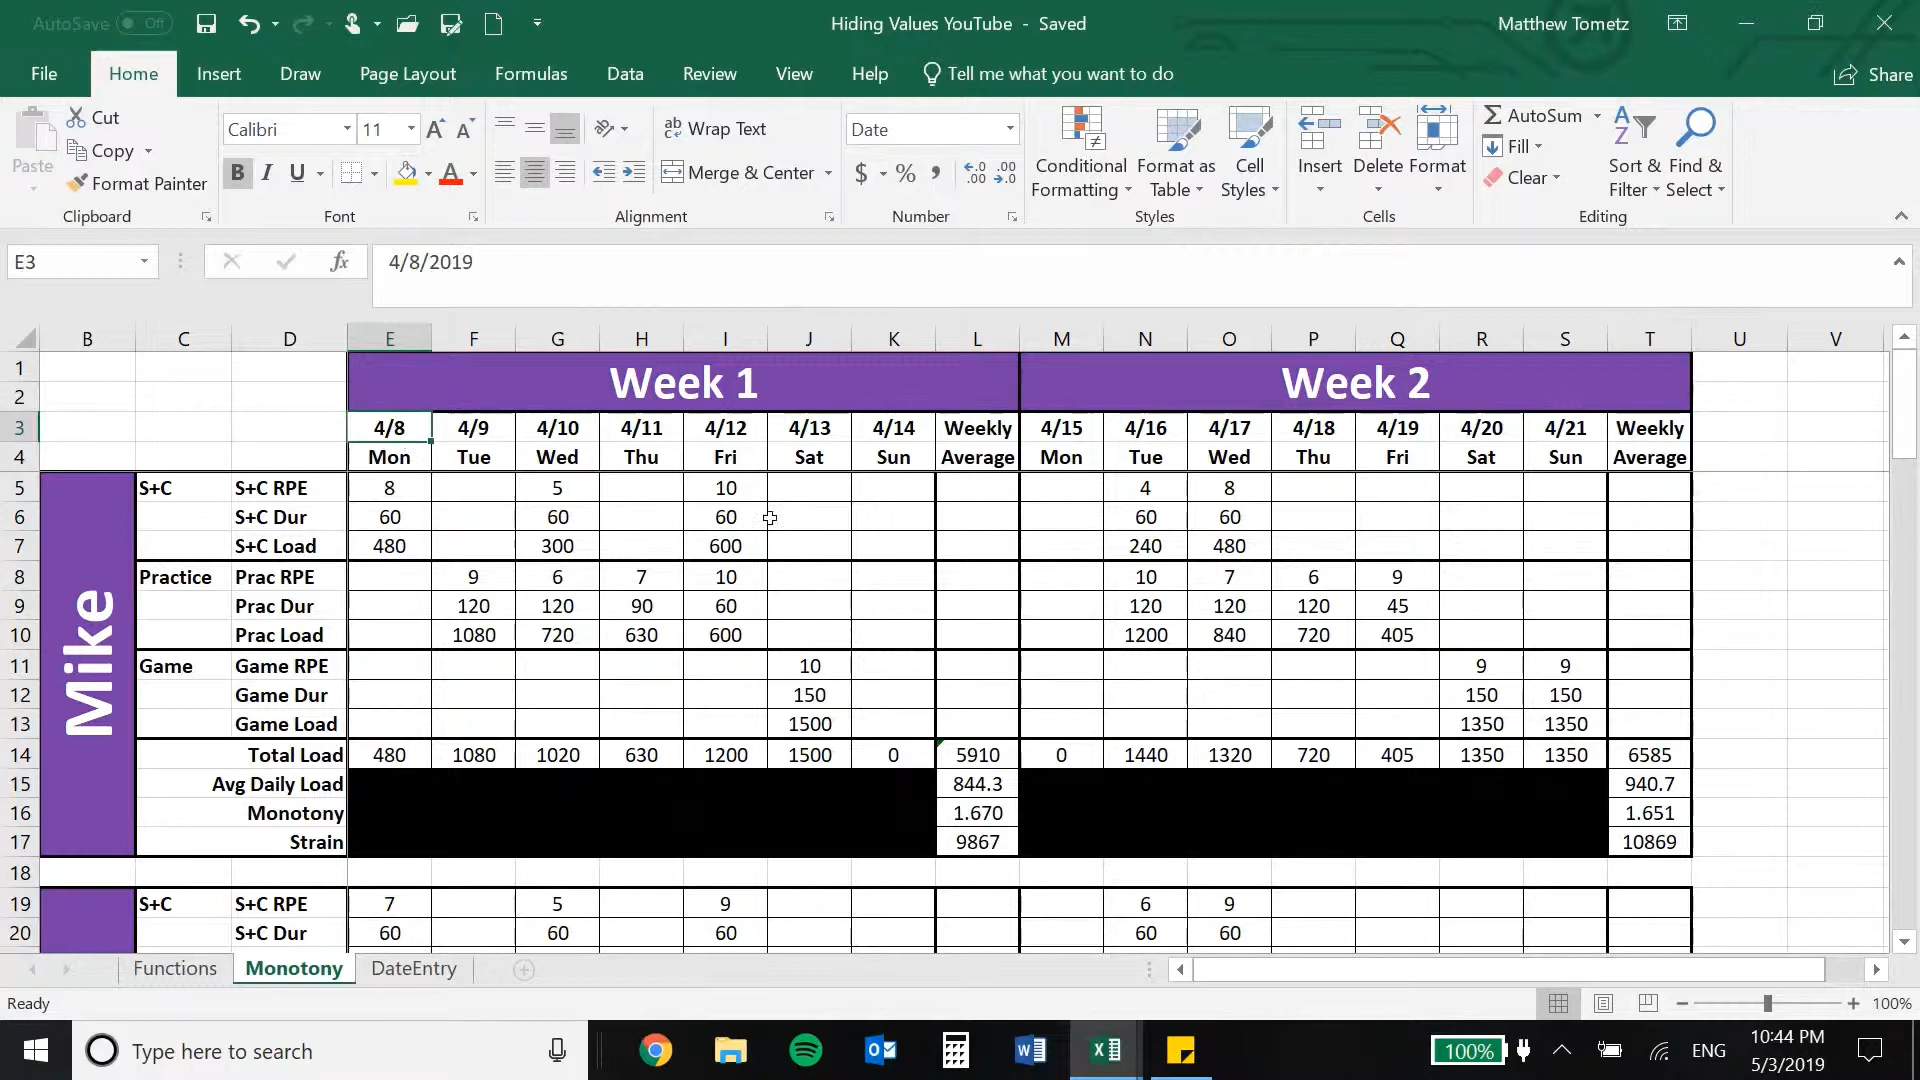 AutoSave Off Hiding Values YouTube - Saved Matthew Tometz
File Home Insert Draw Page Layout Formulas Data Review View Help Tell me what you want to do Share
Paste Cut Copy Format Painter Clipboard
Calibri 11 B I U A A A Font
Wrap Text Merge & Center Alignment
Date $ % , .0 .00 .00 .0 Number
Conditional Formatting Format as Table Cell Styles Styles
Insert Delete Format Cells
AutoSum Fill Clear Sort & Filter Find & Select Editing
E3 fx 4/8/2019
B C D E F G H I J K L M N O P Q R S T U V
1 Week 1 Week 2
2
3 4/8 4/9 4/10 4/11 4/12 4/13 4/14 Weekly 4/15 4/16 4/17 4/18 4/19 4/20 4/21 Weekly
4 Mon Tue Wed Thu Fri Sat Sun Average Mon Tue Wed Thu Fri Sat Sun Average
Mike
5 S+C S+C RPE 8 5 10 4 8
6 S+C Dur 60 60 60 60 60
7 S+C Load 480 300 600 240 480
8 Practice Prac RPE 9 6 7 10 10 7 6 9
9 Prac Dur 120 120 90 60 120 120 120 45
10 Prac Load 1080 720 630 600 1200 840 720 405
11 Game Game RPE 10 9 9
12 Game Dur 150 150 150
13 Game Load 1500 1350 1350
14 Total Load 480 1080 1020 630 1200 1500 0 5910 0 1440 1320 720 405 1350 1350 6585
15 Avg Daily Load 844.3 940.7
16 Monotony 1.670 1.651
17 Strain 9867 10869
18
19 S+C S+C RPE 7 5 9 6 9
20 S+C Dur 60 60 60 60 60
Functions Monotony DateEntry
Ready 100%
Type here to search 100% ENG 10:44 PM
5/3/2019